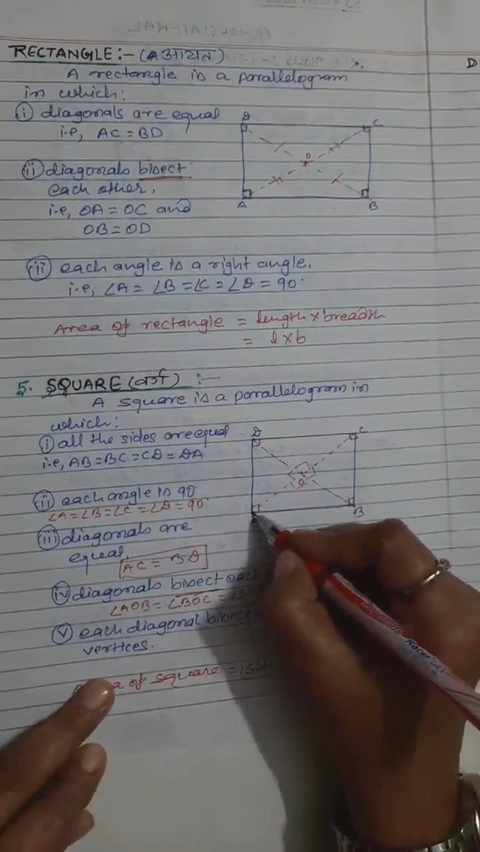 RECTANGLE:- (आयत) :-
A rectangle is a parallelogram
in which:
(i) diagonals are equal
i.e, AC = BD
(ii) diagonals bisect
each other,
i.e, OA = OC and
OB = OD
(iii) each angle is a right angle.
i.e, ∠A = ∠B = ∠C = ∠D = 90°
Area of rectangle = length × breadth
= l × b
D C
O
A B
D
5. SQUARE (वर्ग) :-
A square is a parallelogram in
which:
(i) all the sides are equal
i.e, AB = BC = CD = DA
(ii) each angle is 90°
∠A = ∠B = ∠C = ∠D = 90°
(iii) diagonals are
equal.
AC = BD
(iv) diagonals bisect each
∠AOB = ∠BOC =
(v) each diagonal
vertices.
of square =
D C
O
B